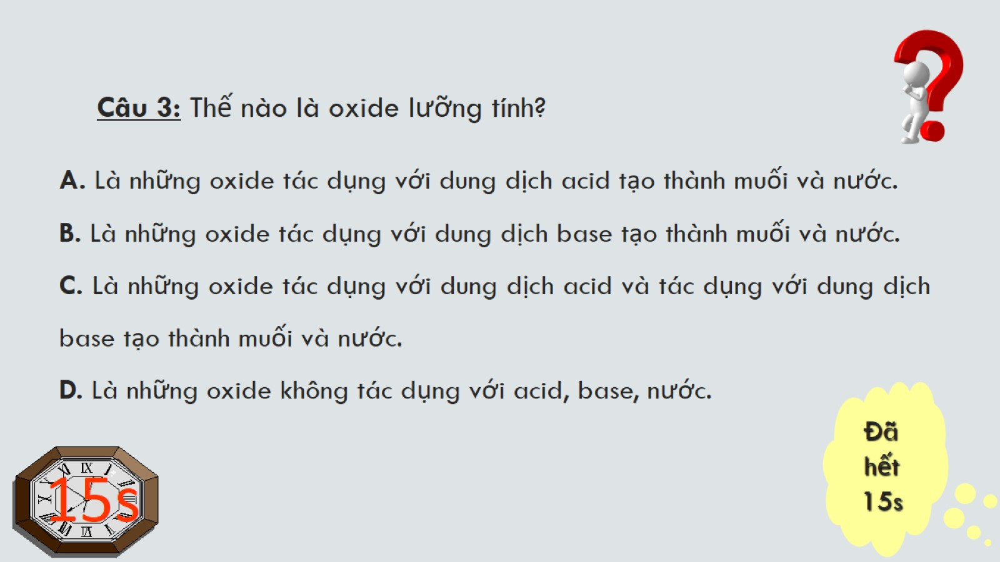 Câu 3: Thế nào là oxide lưỡng tính?
A. Là những oxide tác dụng với dung dịch acid tạo thành muối và nước.
B. Là những oxide tác dụng với dung dịch base tạo thành muối và nước.
C. Là những oxide tác dụng với dung dịch acid và tác dụng với dung dịch
base tạo thành muối và nước.
D. Là những oxide không tác dụng với acid, base, nước.
Đã
hết
15s
15s